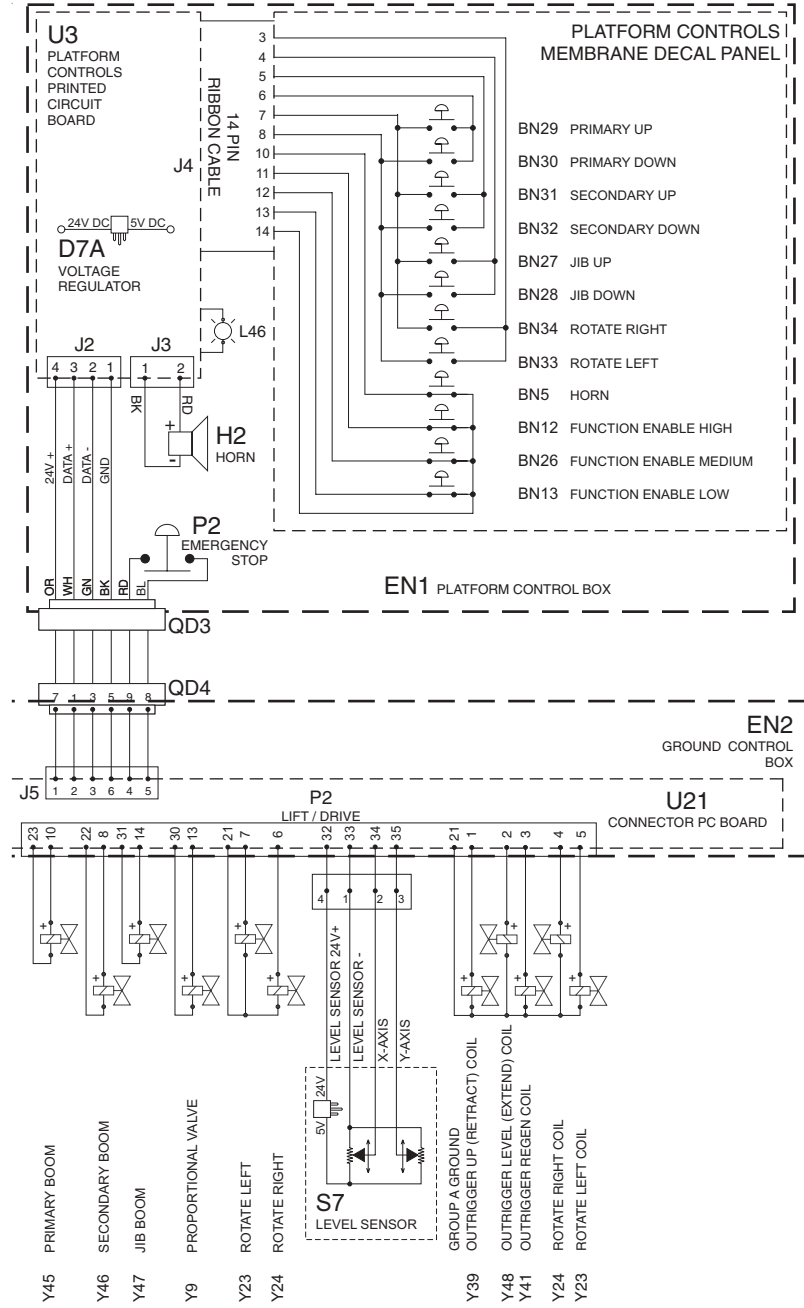 U3
PLATFORM
CONTROLS
PRINTED
CIRCUIT
BOARD
J4
14 PIN
RIBBON CABLE
3
4
5
6
7
8
10
11
12
13
14
PLATFORM CONTROLS
MEMBRANE DECAL PANEL
BN29 PRIMARY UP
BN30 PRIMARY DOWN
BN31 SECONDARY UP
BN32 SECONDARY DOWN
BN27 JIB UP
BN28 JIB DOWN
BN34 ROTATE RIGHT
BN33 ROTATE LEFT
BN5 HORN
BN12 FUNCTION ENABLE HIGH
BN26 FUNCTION ENABLE MEDIUM
BN13 FUNCTION ENABLE LOW
24V DC 5V DC
D7A
VOLTAGE
REGULATOR
L46
J2 J3
4 3 2 1 1 2
BK RD
+
-
H2
HORN
24V +
DATA +
DATA -
GND
P2
EMERGENCY
STOP
OR WH GN BK RD BL
EN1 PLATFORM CONTROL BOX
QD3
QD4
7 1 3 5 9 8
EN2
GROUND CONTROL
BOX
J5
1 2 3 6 4 5
P2
LIFT / DRIVE
U21
CONNECTOR PC BOARD
23 10 22 8 31 14 30 13 21 7 6 32 33 34 35 21 1 2 3 4 5
4 1 2 3
+ + + + + + + + + + +
LEVEL SENSOR 24V+
LEVEL SENSOR -
X-AXIS
Y-AXIS
24V
5V
S7
LEVEL SENSOR
Y45 PRIMARY BOOM
Y46 SECONDARY BOOM
Y47 JIB BOOM
Y9 PROPORTIONAL VALVE
Y23 ROTATE LEFT
Y24 ROTATE RIGHT
GROUP A GROUND
Y39 OUTRIGGER UP (RETRACT) COIL
Y48 OUTRIGGER LEVEL (EXTEND) COIL
Y41 OUTRIGGER REGEN COIL
Y24 ROTATE RIGHT COIL
Y23 ROTATE LEFT COIL